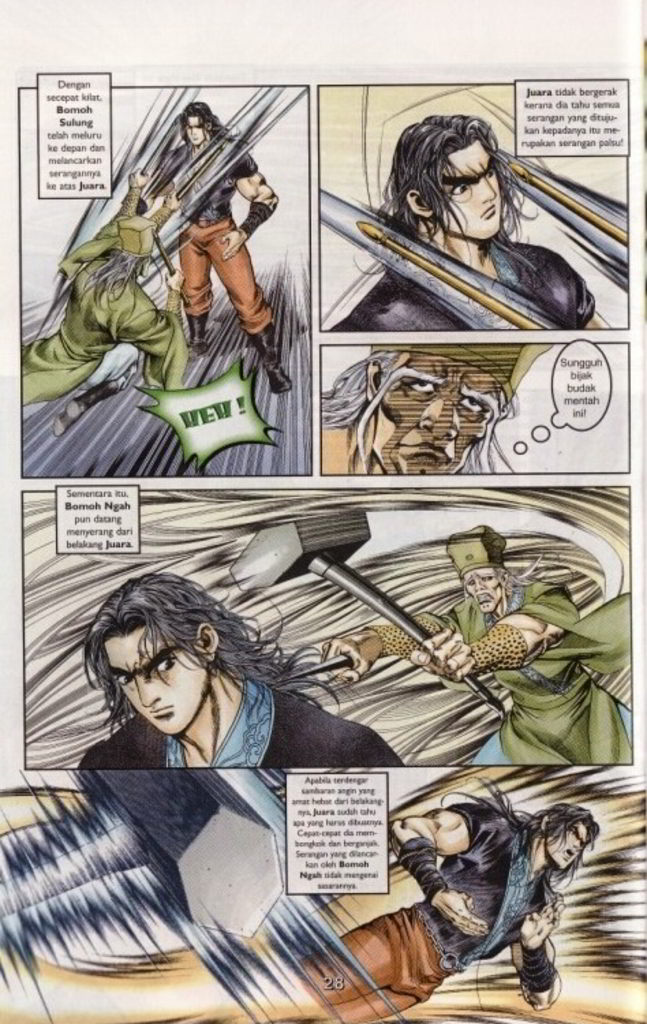 Dengan
secepat kilat,
Bomoh
Sulung
telah meluru
ke depan dan
melancarkan
serangannya
ke atas Juara.
HEH!
Juara tidak bergerak
kerana dia tahu semua
serangan yang dituju-
kan kepadanya itu me-
rupakan serangan palsu!
Sungguh
bijak
budak
mentah
ini!
Sementara itu,
Bomoh Ngah
pun datang
menyerang dari
belakang Juara.
Apabila terdengar
sambaran angin yang
amat hebat dari belakang-
nya, Juara sudah tahu
apa yang harus dibuatnya.
Cepat-cepat dia mem-
bongkok dan berganjak.
Serangan yang dilancar-
kan oleh Bomoh
Ngah tidak mengenai
sasarannya.
28